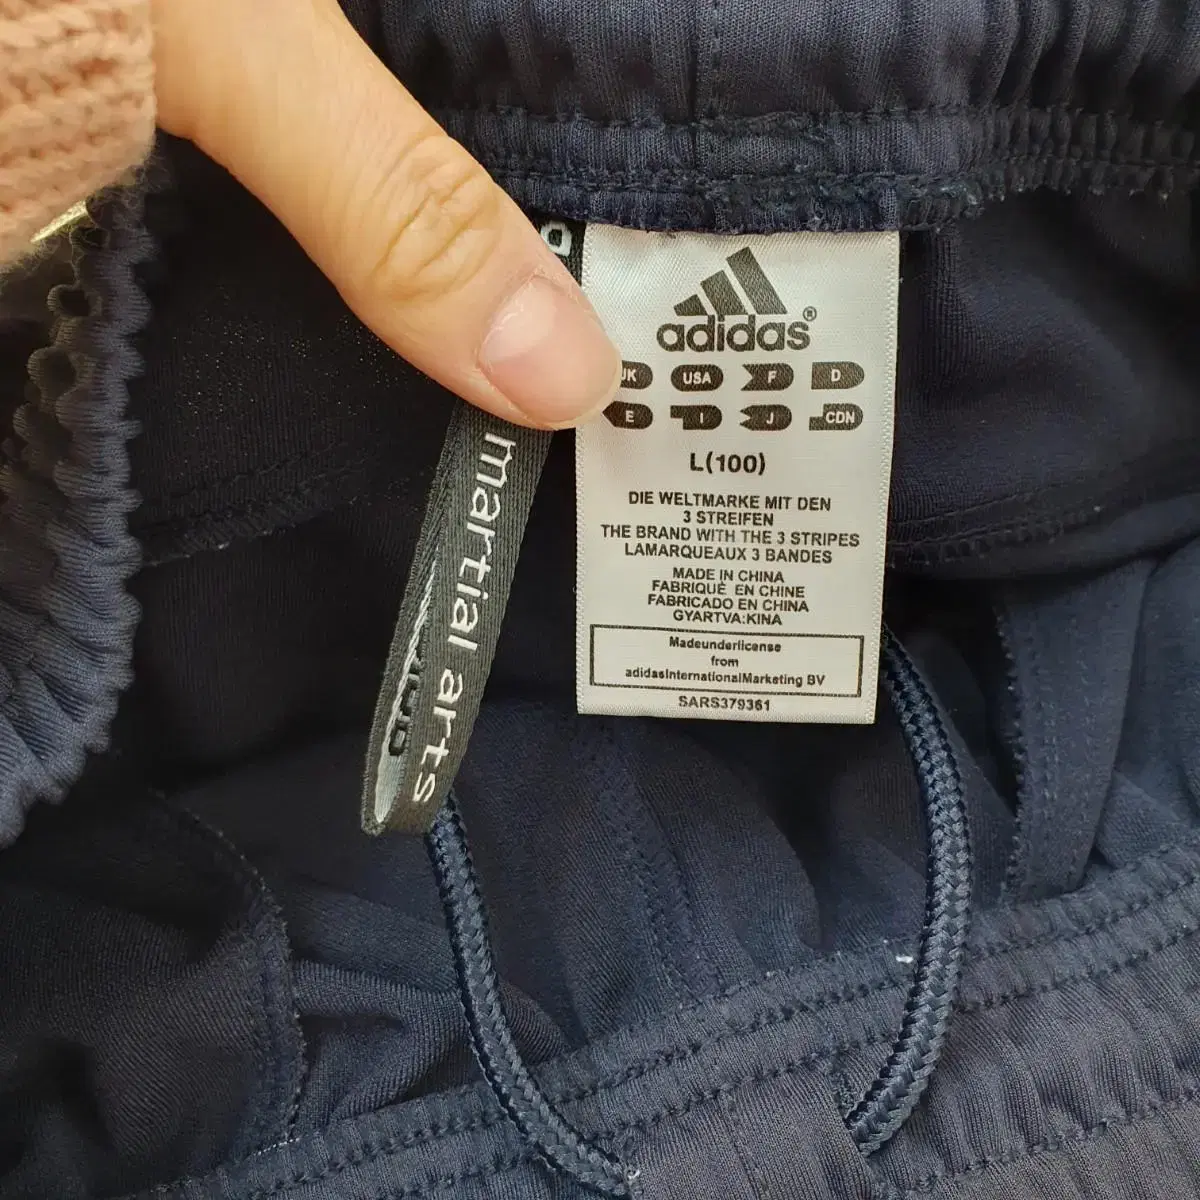 adidas®
UK USA F D
E I J CDN
L(100)
DIE WELTMARKE MIT DEN
3 STREIFEN
THE BRAND WITH THE 3 STRIPES
LAMARQUEAUX 3 BANDES
MADE IN CHINA
FABRIQUÉ EN CHINE
FABRICADO EN CHINA
GYARTVA:KINA
Madeunderlicense
from
adidasInternationalMarketing BV
SARS379361
martial arts